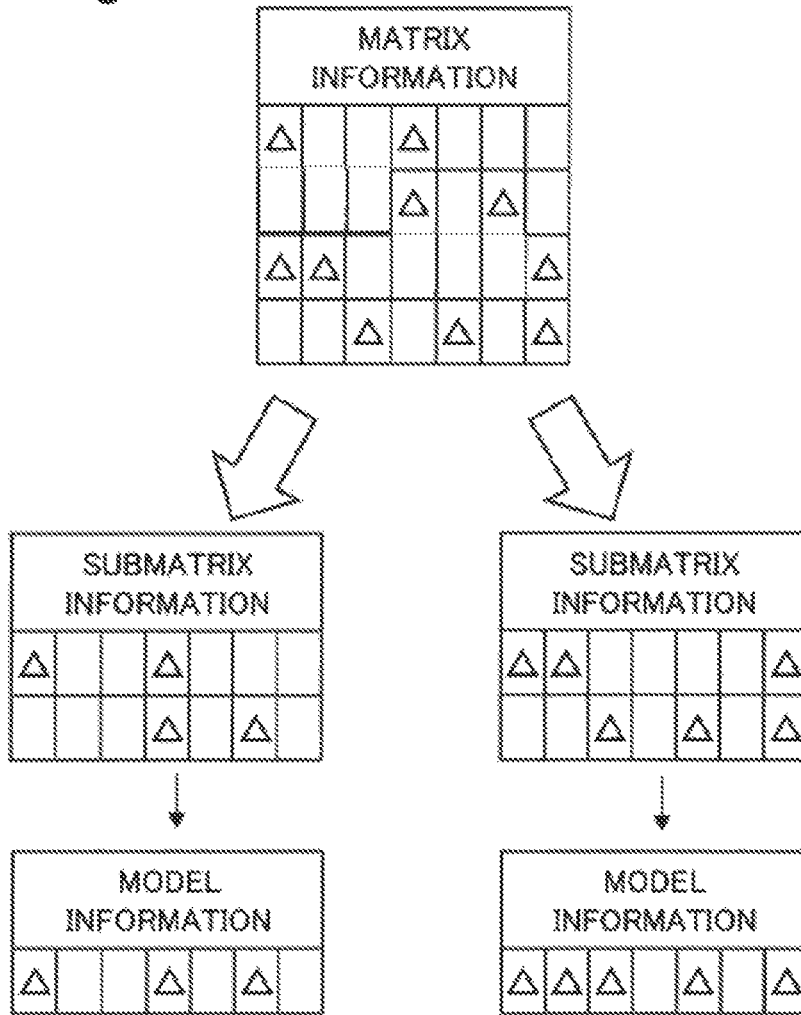 MATRIX
INFORMATION
SUBMATRIX
INFORMATION
SUBMATRIX
INFORMATION
MODEL
INFORMATION
MODEL
INFORMATION